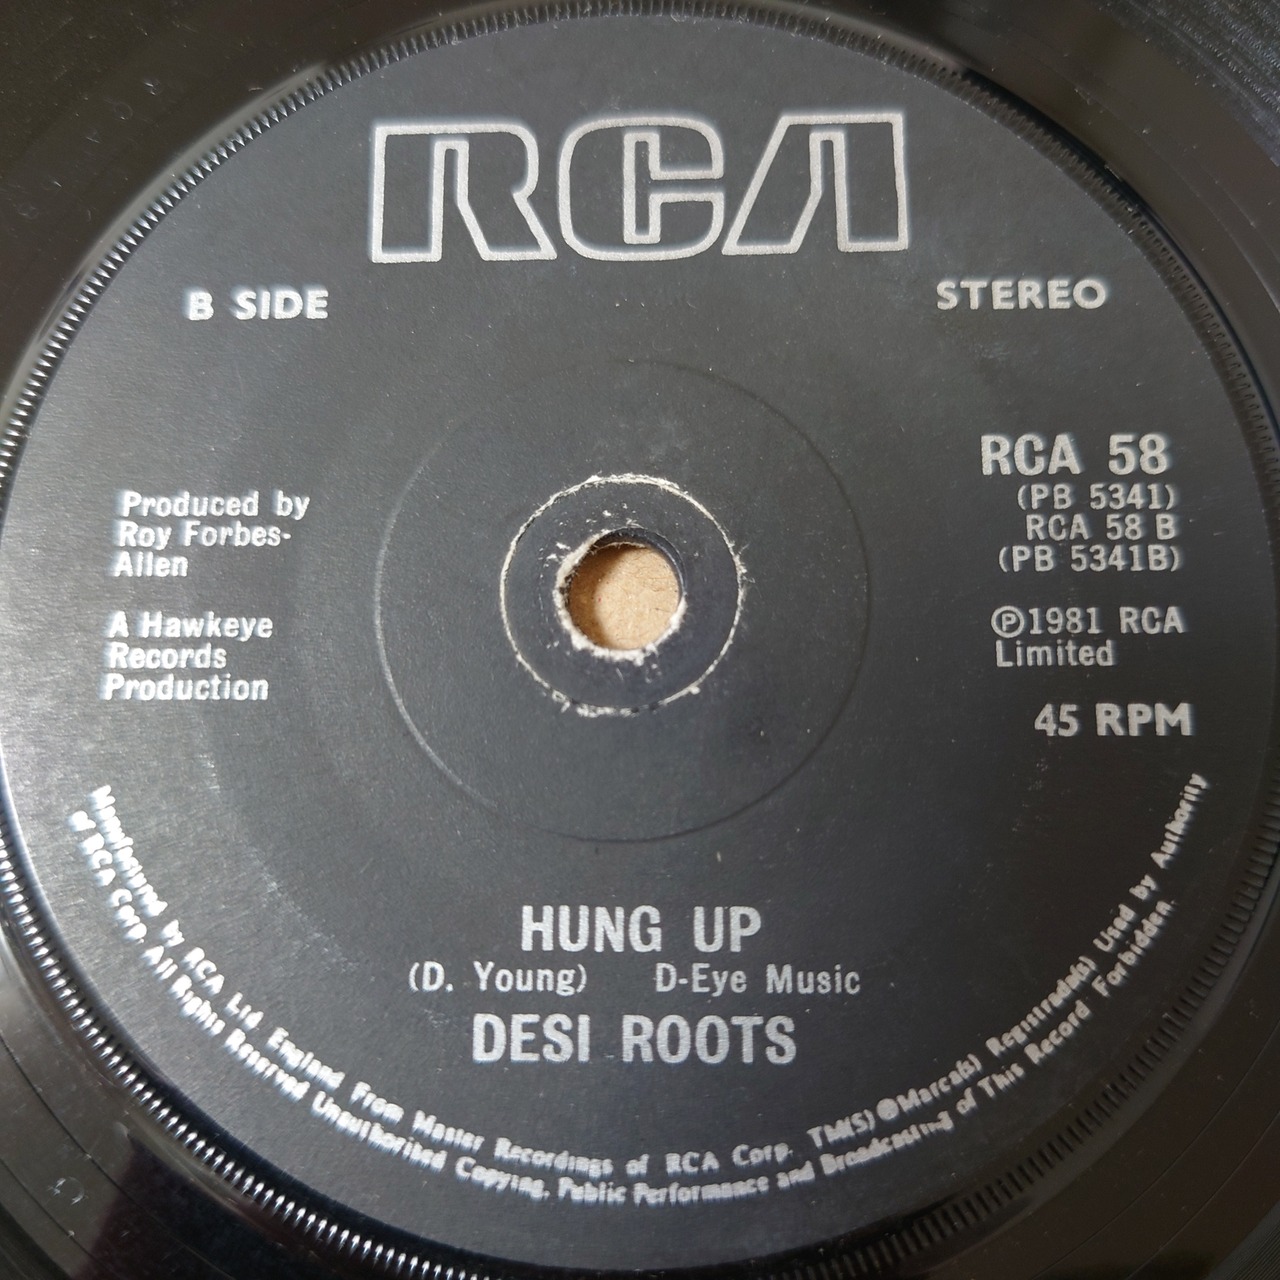 RCA
B SIDE
STEREO
RCA 58
(PB 5341)
RCA 58 B
(PB 5341B)
Produced by
Roy Forbes-
Allen
A Hawkeye
Records
Production
Ⓟ1981 RCA
Limited
45 RPM
HUNG UP
(D. Young) D-Eye Music
DESI ROOTS
Manufactured by RCA Ltd. England From Master Recordings of RCA Corp. TM(S) ®Marca(s) Registrada(s) Used by Authority
of RCA Corp. All Rights Reserved Unauthorised Copying, Public Performance and Broadcasting of This Record Forbidden.